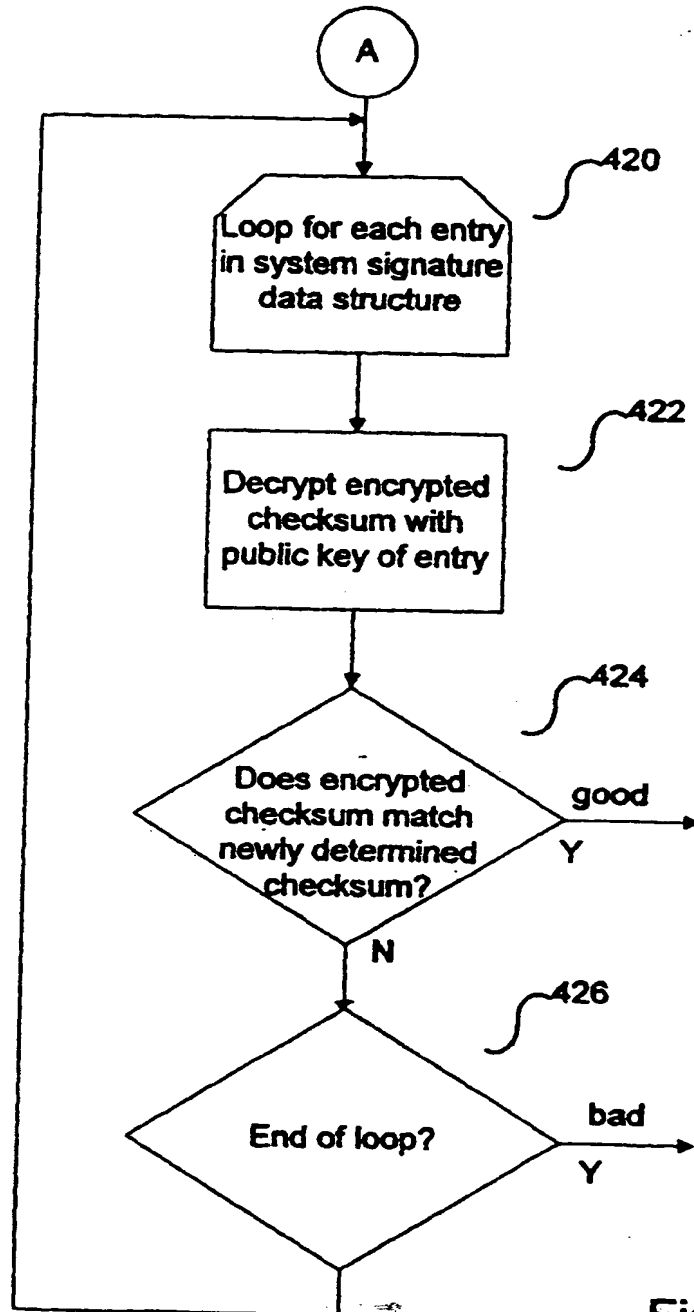 A
420
Loop for each entry
in system signature
data structure
422
Decrypt encrypted
checksum with
public key of entry
424
Does encrypted
checksum match
newly determined
checksum?
good
Y
N
426
End of loop?
bad
Y